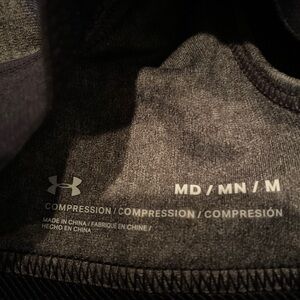 MD / MN / M
COMPRESSION / COMPRESSION / COMPRESIÓN
MADE IN CHINA / FABRIQUÉ EN CHINE /
HECHO EN CHINA